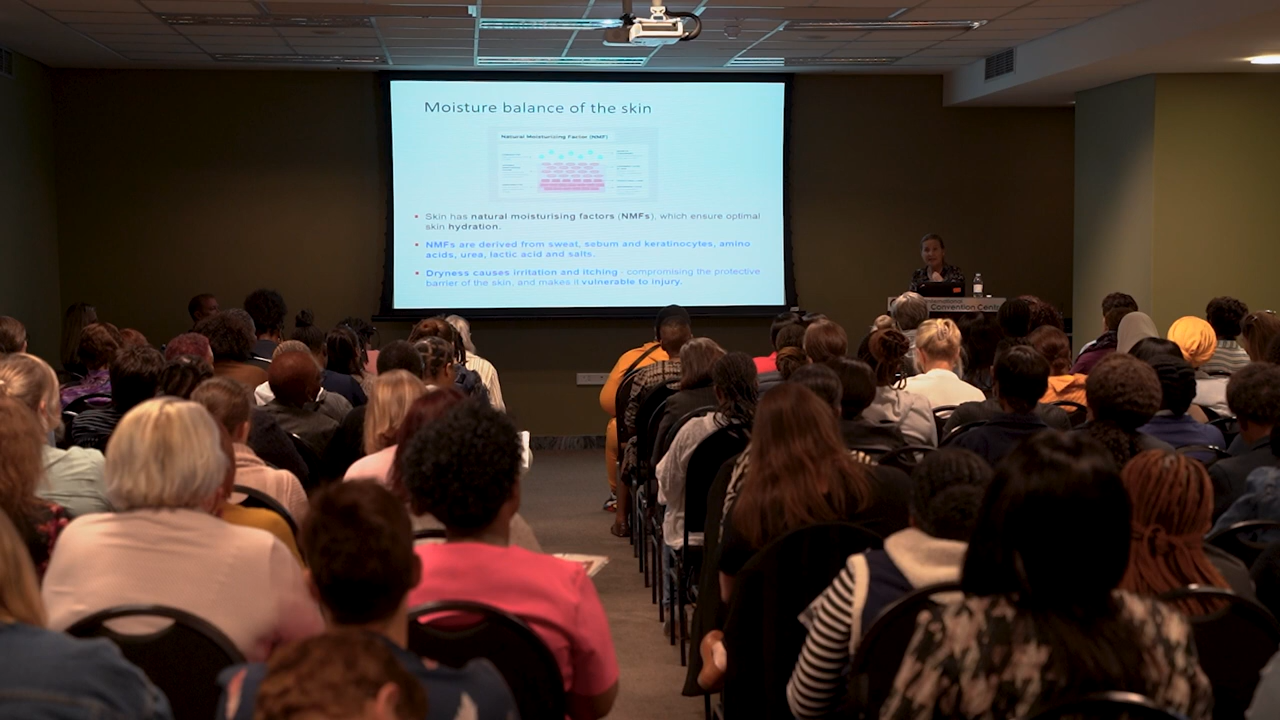 Moisture balance of the skin
Natural Moisturizing Factor (NMF)
Skin has natural moisturising factors (NMFs), which ensure optimal
skin hydration.
NMFs are derived from sweat, sebum and keratinocytes, amino
acids, urea, lactic acid and salts.
Dryness causes irritation and itching - compromising the protective
barrier of the skin, and makes it vulnerable to injury.
International
Convention